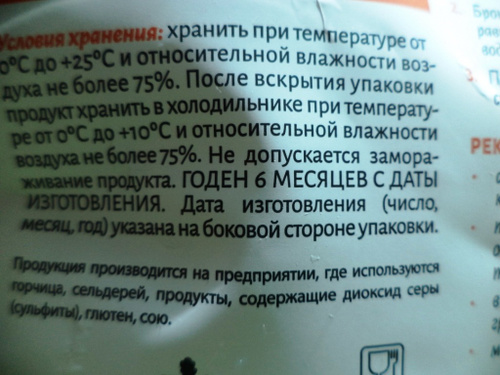 Условия хранения: хранить при температуре от
0°С до +25°С и относительной влажности воз-
духа не более 75%. После вскрытия упаковки
продукт хранить в холодильнике при температу-
ре от 0°С до +10°С и относительной влажности
воздуха не более 75%. Не допускается замора-
живание продукта. ГОДЕН 6 МЕСЯЦЕВ С ДАТЫ
ИЗГОТОВЛЕНИЯ. Дата изготовления (число,
месяц, год) указана на боковой стороне упаковки.
Продукция производится на предприятии, где используются
горчица, сельдерей, продукты, содержащие диоксид серы
(сульфиты), глютен, сою.